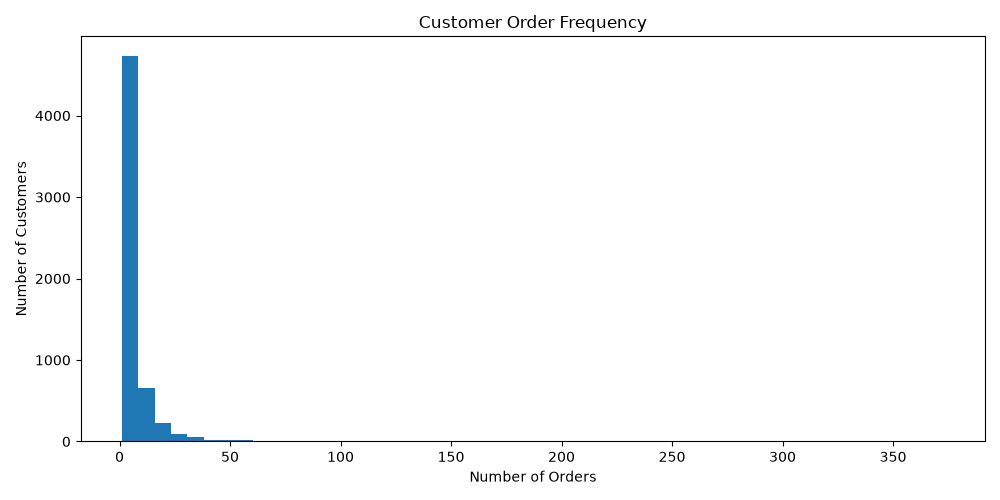 Customer Order Frequency
Number of Customers
4000
3000
2000
1000
0
0 50 100 150 200 250 300 350
Number of Orders